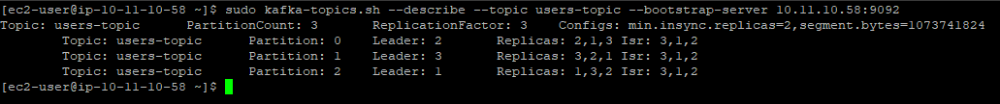 [ec2-user@ip-10-11-10-58 ~]$ sudo kafka-topics.sh --describe --topic users-topic --bootstrap-server 10.11.10.58:9092
Topic: users-topic PartitionCount: 3 ReplicationFactor: 3 Configs: min.insync.replicas=2,segment.bytes=1073741824
Topic: users-topic Partition: 0 Leader: 2 Replicas: 2,1,3 Isr: 3,1,2
Topic: users-topic Partition: 1 Leader: 3 Replicas: 3,2,1 Isr: 3,1,2
Topic: users-topic Partition: 2 Leader: 1 Replicas: 1,3,2 Isr: 3,1,2
[ec2-user@ip-10-11-10-58 ~]$